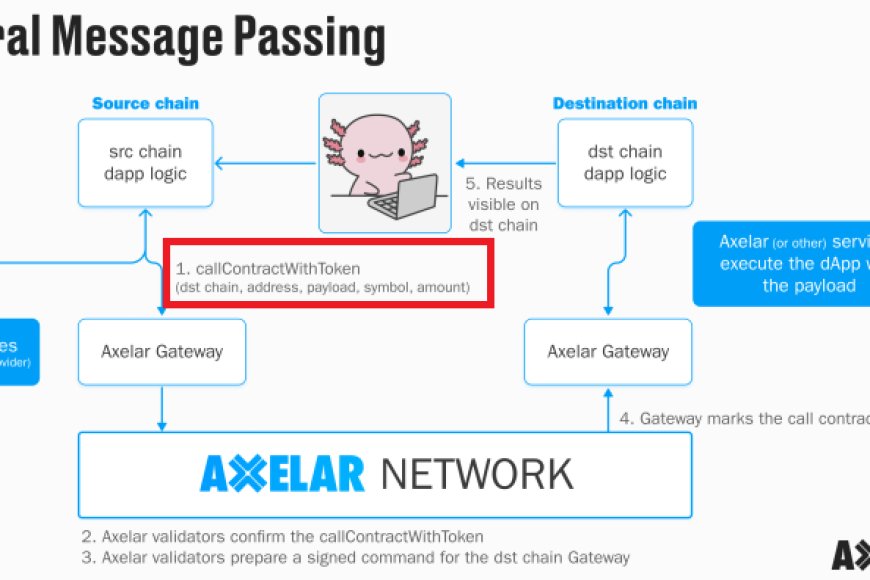 ral Message Passing
Source chain
Destination chain
src chain
dapp logic
dst chain
dapp logic
5. Results
visible on
dst chain
1. callContractWithToken
(dst chain, address, payload, symbol, amount)
Axelar (or other) servi
execute the dApp w
the payload
es
vider)
Axelar Gateway
Axelar Gateway
4. Gateway marks the call contrac
AXELAR NETWORK
2. Axelar validators confirm the callContractWithToken
3. Axelar validators prepare a signed command for the dst chain Gateway
AX